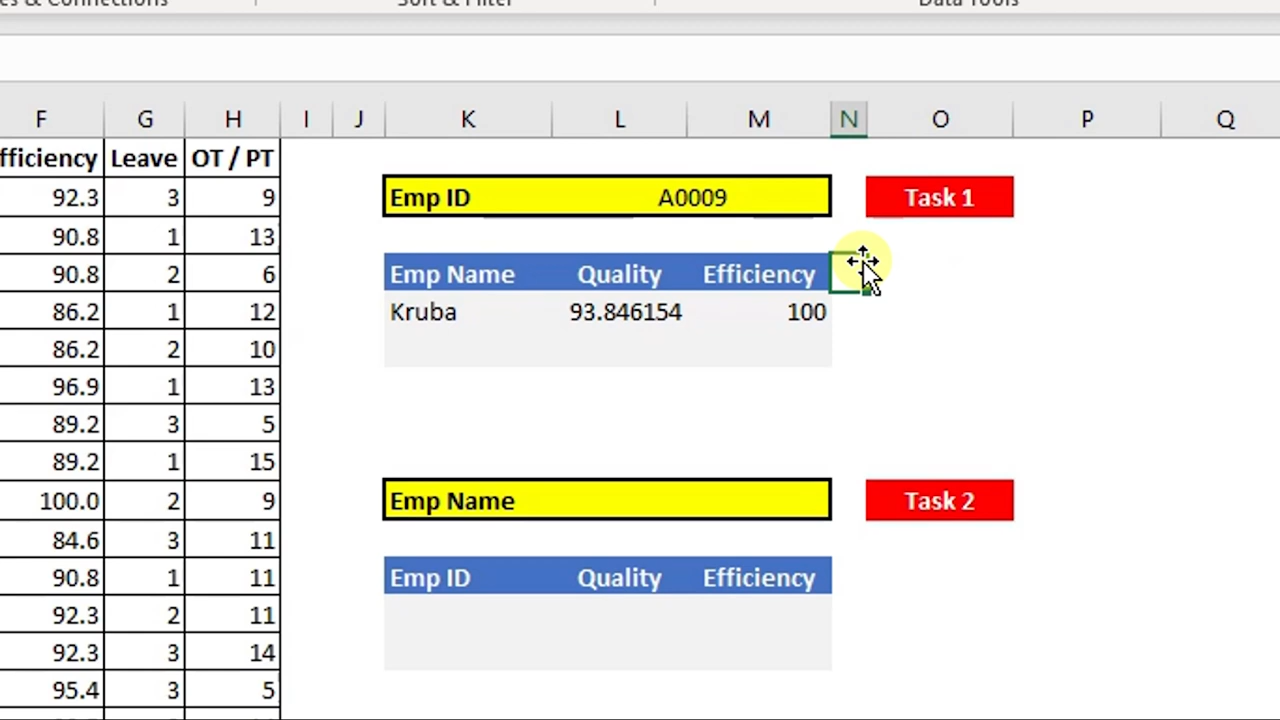 Data Tools
F G H I J K L M N O P Q
Efficiency Leave OT / PT
92.3 3 9 Emp ID A0009 Task 1
90.8 1 13
90.8 2 6 Emp Name Quality Efficiency
86.2 1 12 Kruba 93.846154 100
86.2 2 10
96.9 1 13
89.2 3 5
89.2 1 15
100.0 2 9 Emp Name Task 2
84.6 3 11
90.8 1 11 Emp ID Quality Efficiency
92.3 2 11
92.3 3 14
95.4 3 5